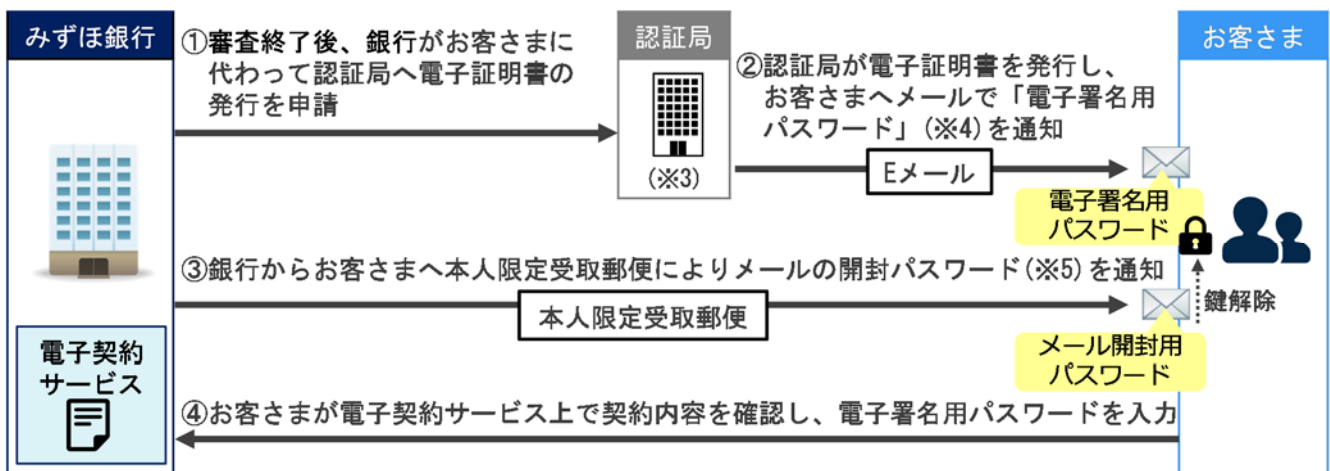 みずほ銀行
①審査終了後、銀行がお客さまに
代わって認証局へ電子証明書の
発行を申請
認証局
(※3)
②認証局が電子証明書を発行し、
お客さまへメールで「電子署名用
パスワード」(※4)を通知
Eメール
お客さま
電子署名用
パスワード
③銀行からお客さまへ本人限定受取郵便によりメールの開封パスワード(※5)を通知
本人限定受取郵便
鍵解除
メール開封用
パスワード
電子契約
サービス
④お客さまが電子契約サービス上で契約内容を確認し、電子署名用パスワードを入力